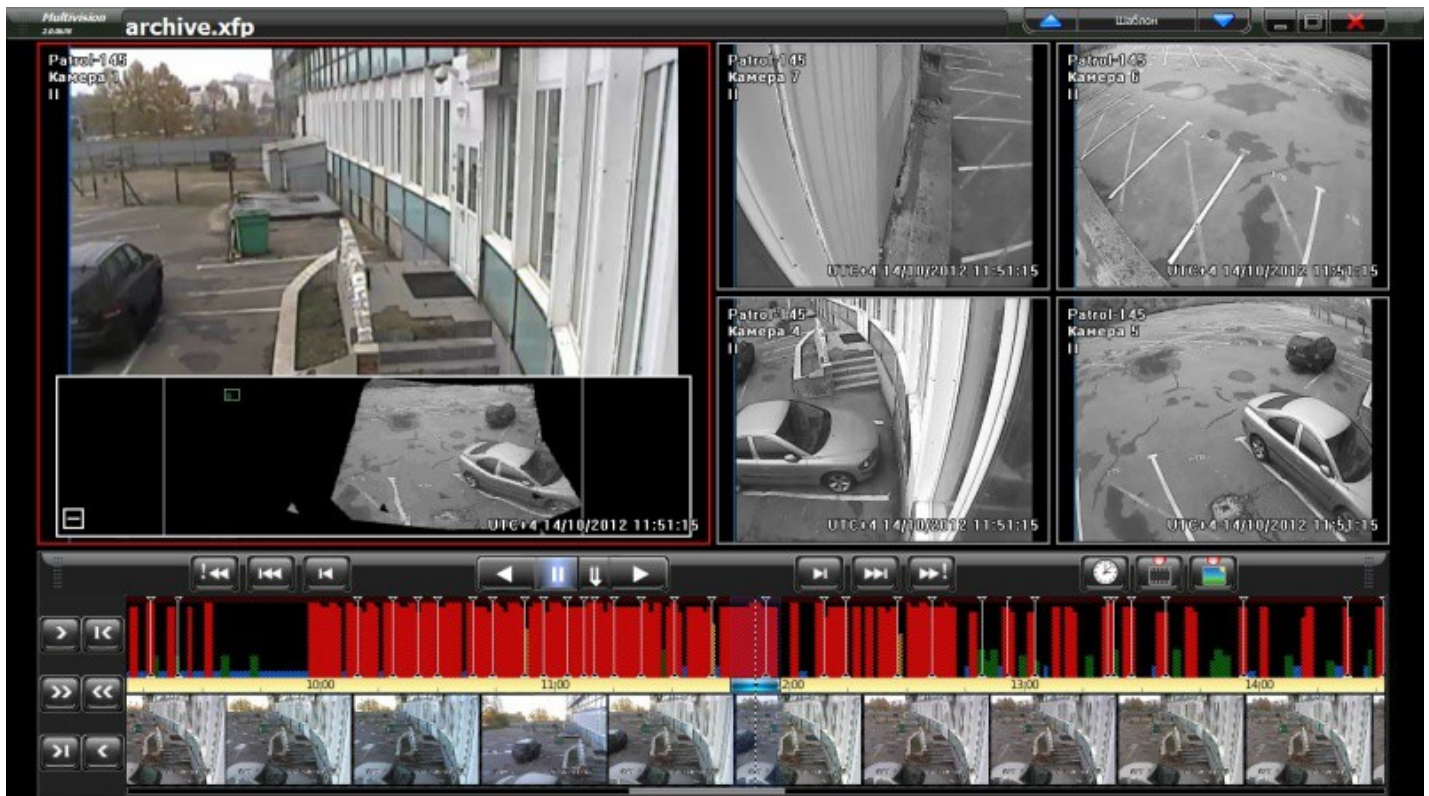 Multivision
archive.xfp
Шаблон
Patrol-145
Камера 1
II
UTC+4 14/10/2012 11:51:15
Patrol-145
Камера 7
II
UTC+4 14/10/2012 11:51:15
Patrol-145
Камера 6
II
UTC+4 14/10/2012 11:51:15
Patrol-145
Камера 4
II
UTC+4 14/10/2012 11:51:15
Patrol-145
Камера 5
II
UTC+4 14/10/2012 11:51:15
10:00 11:00 2:00 13:00 14:00